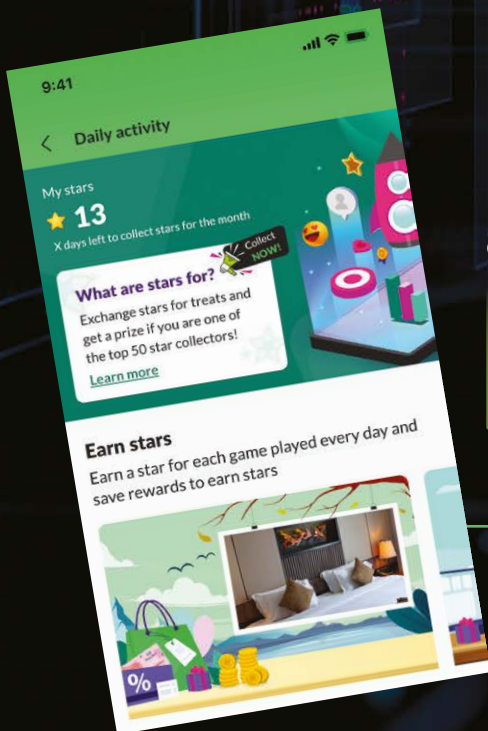 9:41
Daily activity
My stars
13
X days left to collect stars for the month
Collect
NOW!
What are stars for?
Exchange stars for treats and
get a prize if you are one of
the top 50 star collectors!
Learn more
Earn stars
Earn a star for each game played every day and
save rewards to earn stars
%